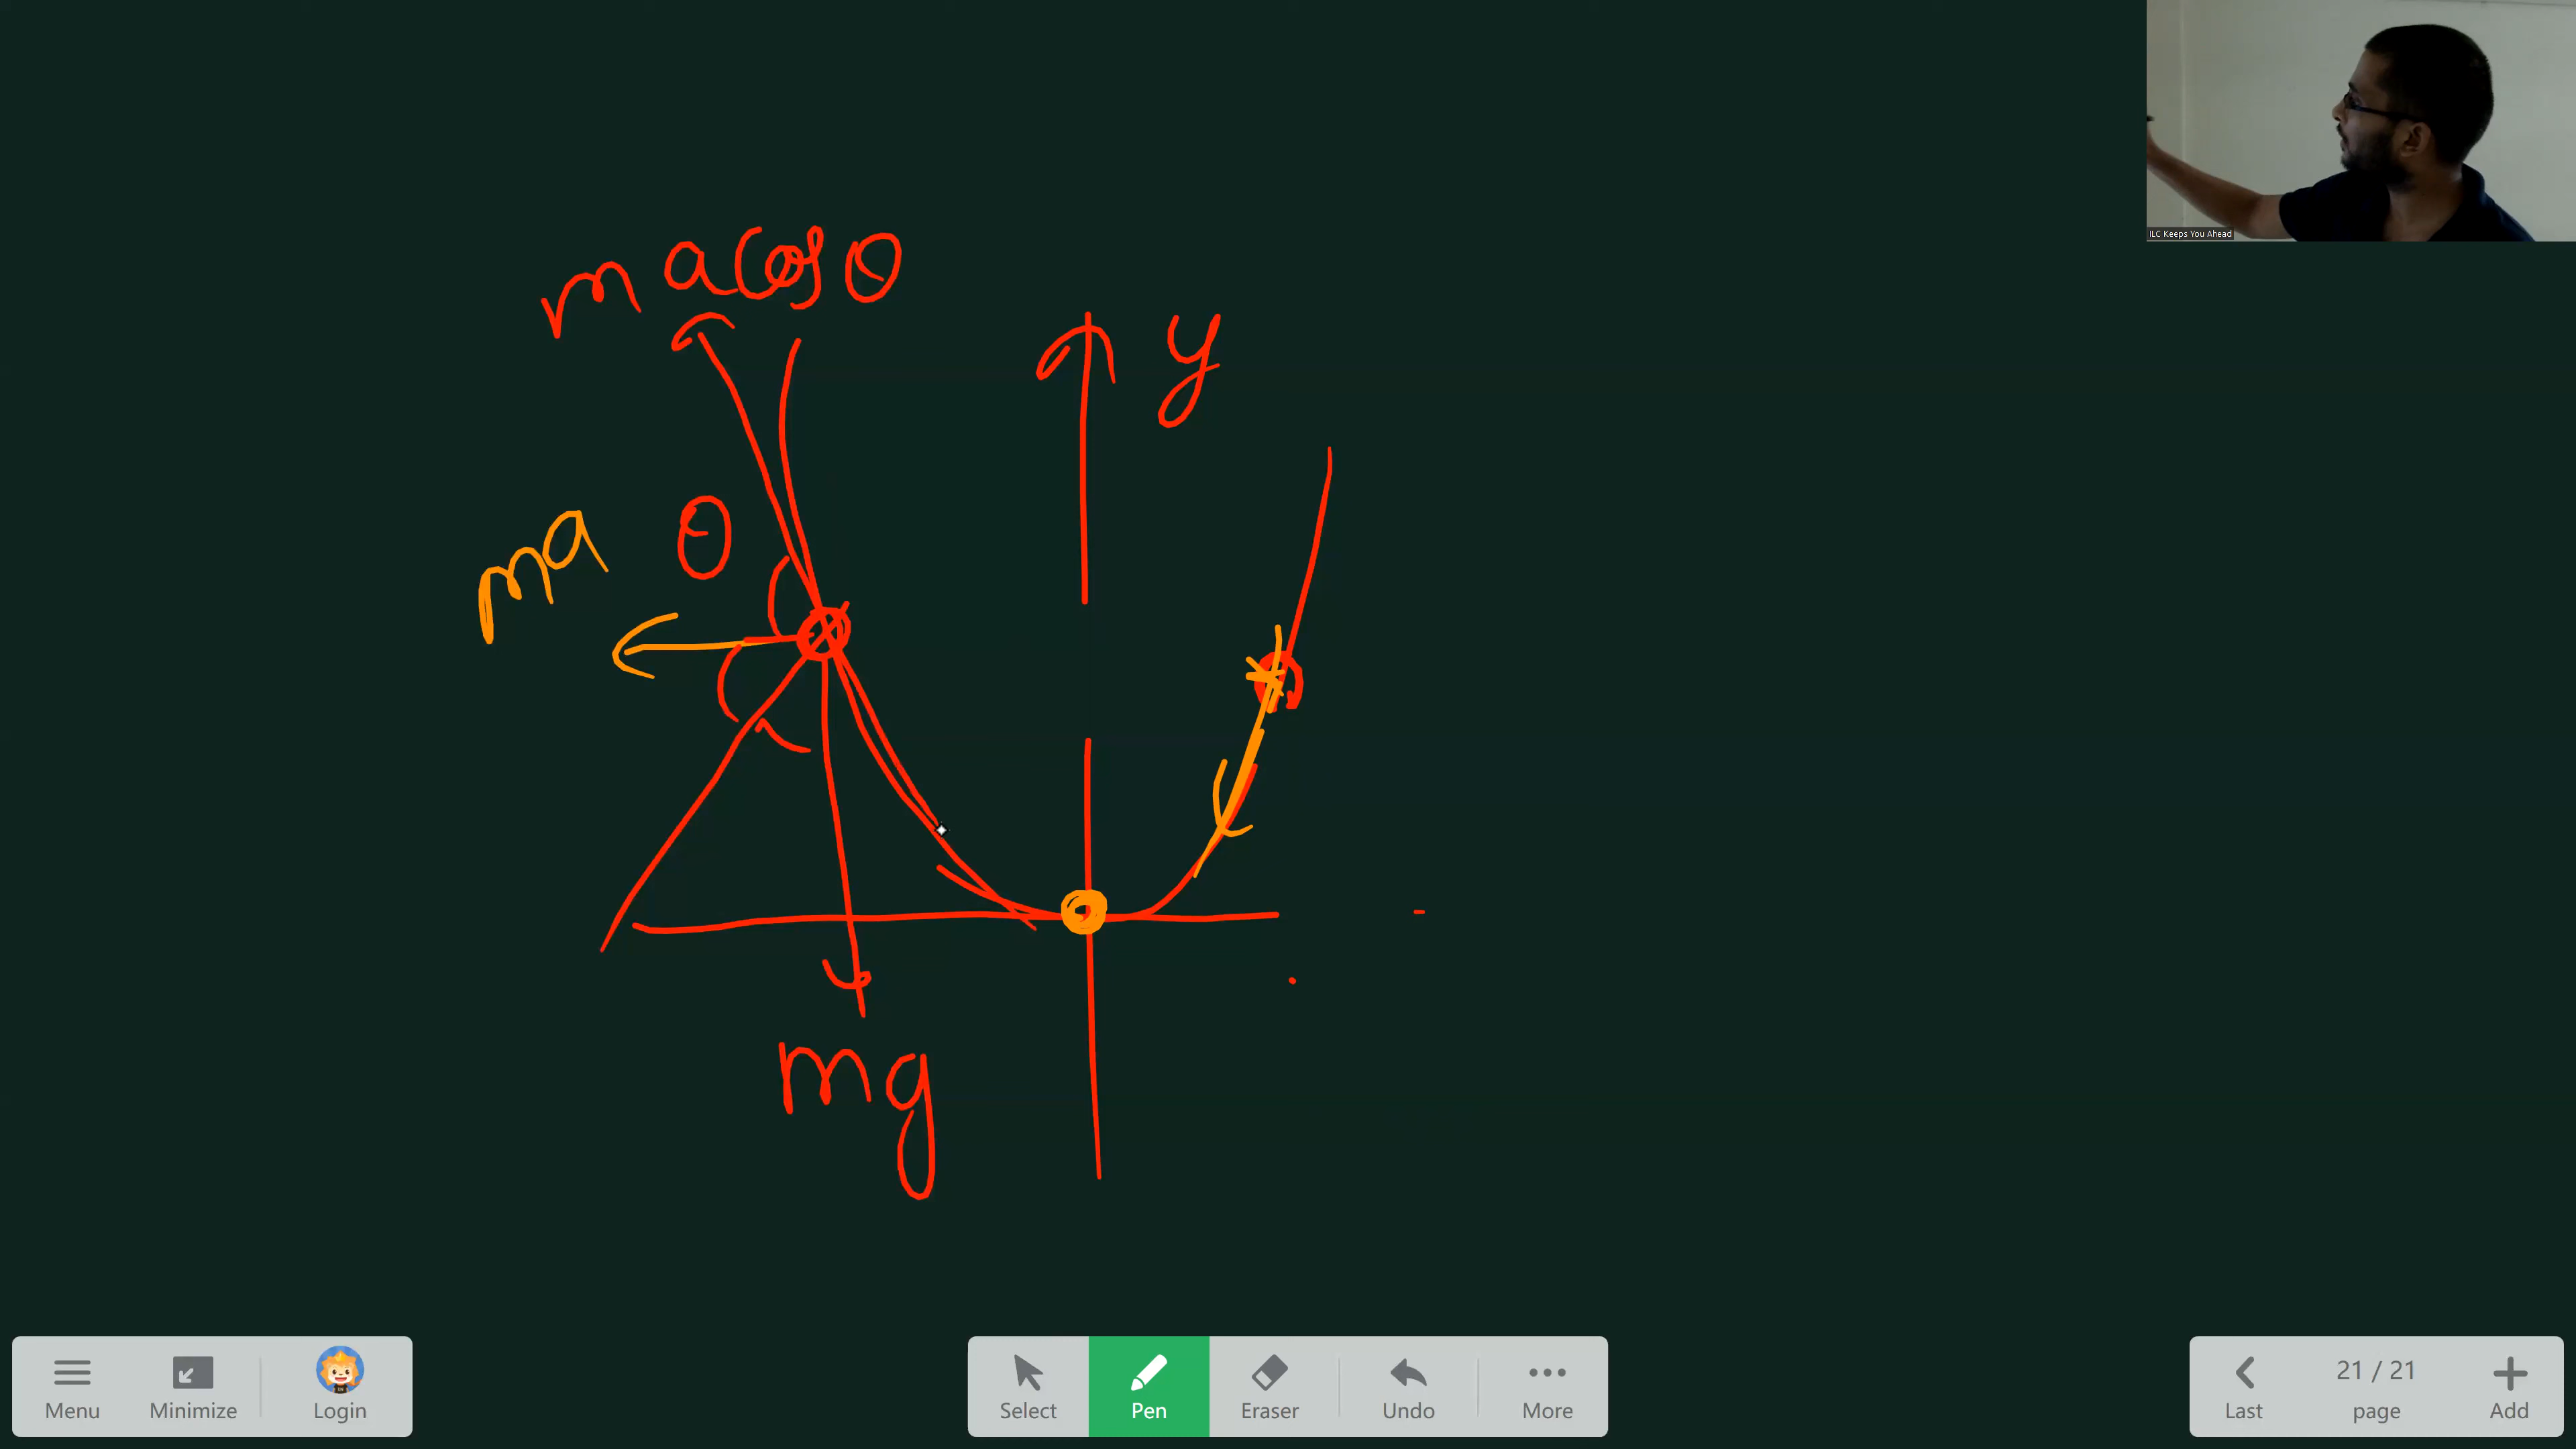 ILC Keeps You Ahead
ma cosθ
y
θ
ma
mg
Menu
Minimize
Login
Select
Pen
Eraser
Undo
More
Last
21 / 21
page
Add